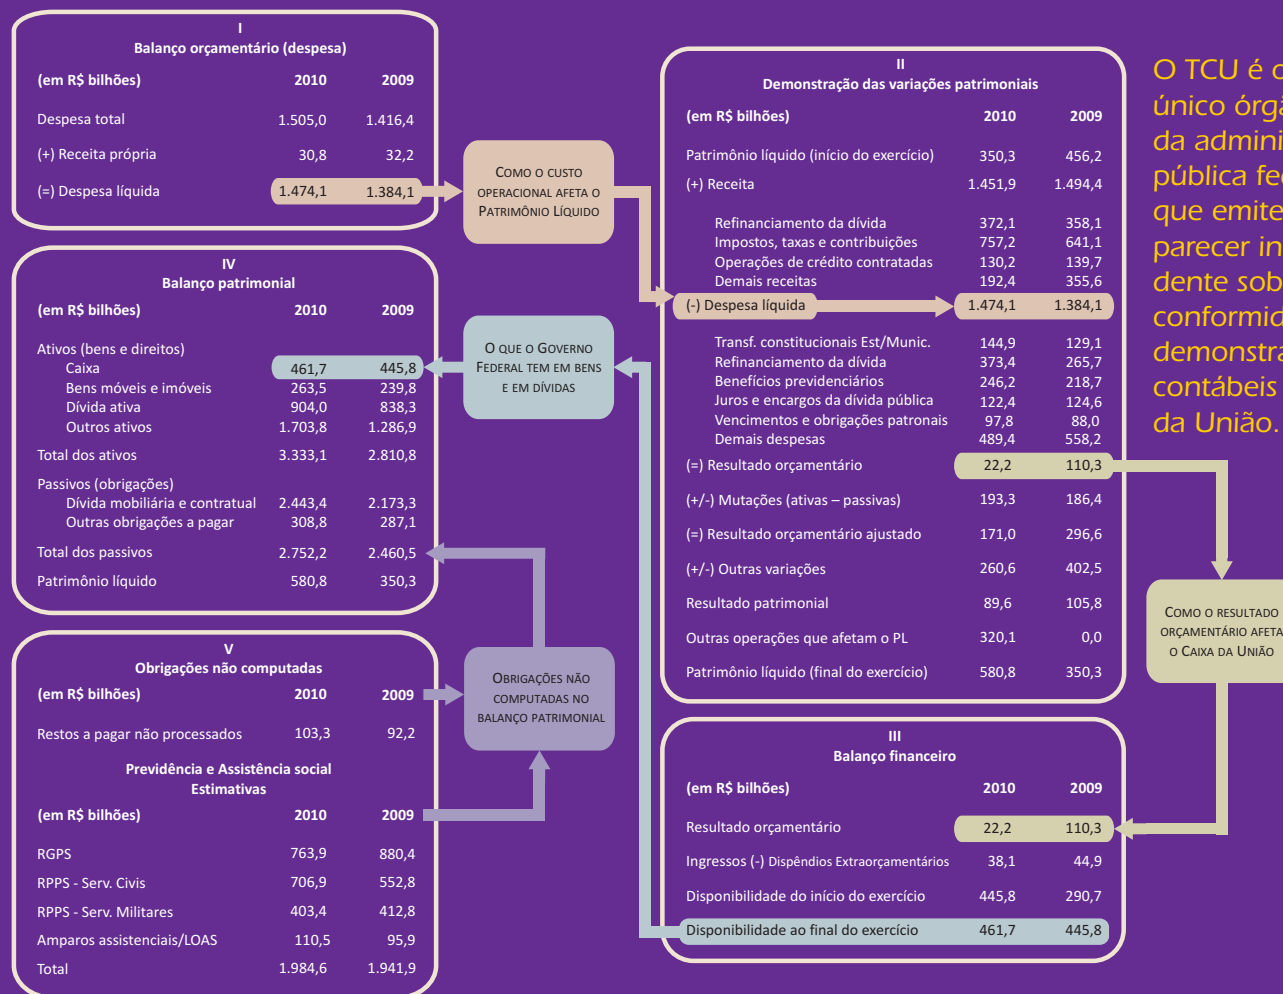 I
Balanço orçamentário (despesa)
(em R$ bilhões) 2010 2009
Despesa total 1.505,0 1.416,4
(+) Receita própria 30,8 32,2
(=) Despesa líquida 1.474,1 1.384,1
COMO O CUSTO
OPERACIONAL AFETA O
PATRIMÔNIO LÍQUIDO
II
Demonstração das variações patrimoniais
(em R$ bilhões) 2010 2009
Patrimônio líquido (início do exercício) 350,3 456,2
(+) Receita 1.451,9 1.494,4
Refinanciamento da dívida 372,1 358,1
Impostos, taxas e contribuições 757,2 641,1
Operações de crédito contratadas 130,2 139,7
Demais receitas 192,4 355,6
(-) Despesa líquida 1.474,1 1.384,1
Transf. constitucionais Est/Munic. 144,9 129,1
Refinanciamento da dívida 373,4 265,7
Benefícios previdenciários 246,2 218,7
Juros e encargos da dívida pública 122,4 124,6
Vencimentos e obrigações patronais 97,8 88,0
Demais despesas 489,4 558,2
(=) Resultado orçamentário 22,2 110,3
(+/-) Mutações (ativas – passivas) 193,3 186,4
(=) Resultado orçamentário ajustado 171,0 296,6
(+/-) Outras variações 260,6 402,5
Resultado patrimonial 89,6 105,8
Outras operações que afetam o PL 320,1 0,0
Patrimônio líquido (final do exercício) 580,8 350,3
O TCU é o
único órgã
da admini
pública fe
que emite
parecer in
dente sob
conformid
demonstra
contábeis
da União.
COMO O RESULTADO
ORÇAMENTÁRIO AFETA
O CAIXA DA UNIÃO
III
Balanço financeiro
(em R$ bilhões) 2010 2009
Resultado orçamentário 22,2 110,3
Ingressos (-) Dispêndios Extraorçamentários 38,1 44,9
Disponibilidade do início do exercício 445,8 290,7
Disponibilidade ao final do exercício 461,7 445,8
O QUE O GOVERNO
FEDERAL TEM EM BENS
E EM DÍVIDAS
IV
Balanço patrimonial
(em R$ bilhões) 2010 2009
Ativos (bens e direitos)
Caixa 461,7 445,8
Bens móveis e imóveis 263,5 239,8
Dívida ativa 904,0 838,3
Outros ativos 1.703,8 1.286,9
Total dos ativos 3.333,1 2.810,8
Passivos (obrigações)
Dívida mobiliária e contratual 2.443,4 2.173,3
Outras obrigações a pagar 308,8 287,1
Total dos passivos 2.752,2 2.460,5
Patrimônio líquido 580,8 350,3
V
Obrigações não computadas
(em R$ bilhões) 2010 2009
Restos a pagar não processados 103,3 92,2
Previdência e Assistência social
Estimativas
(em R$ bilhões) 2010 2009
RGPS 763,9 880,4
RPPS - Serv. Civis 706,9 552,8
RPPS - Serv. Militares 403,4 412,8
Amparos assistenciais/LOAS 110,5 95,9
Total 1.984,6 1.941,9
OBRIGAÇÕES NÃO
COMPUTADAS NO
BALANÇO PATRIMONIAL